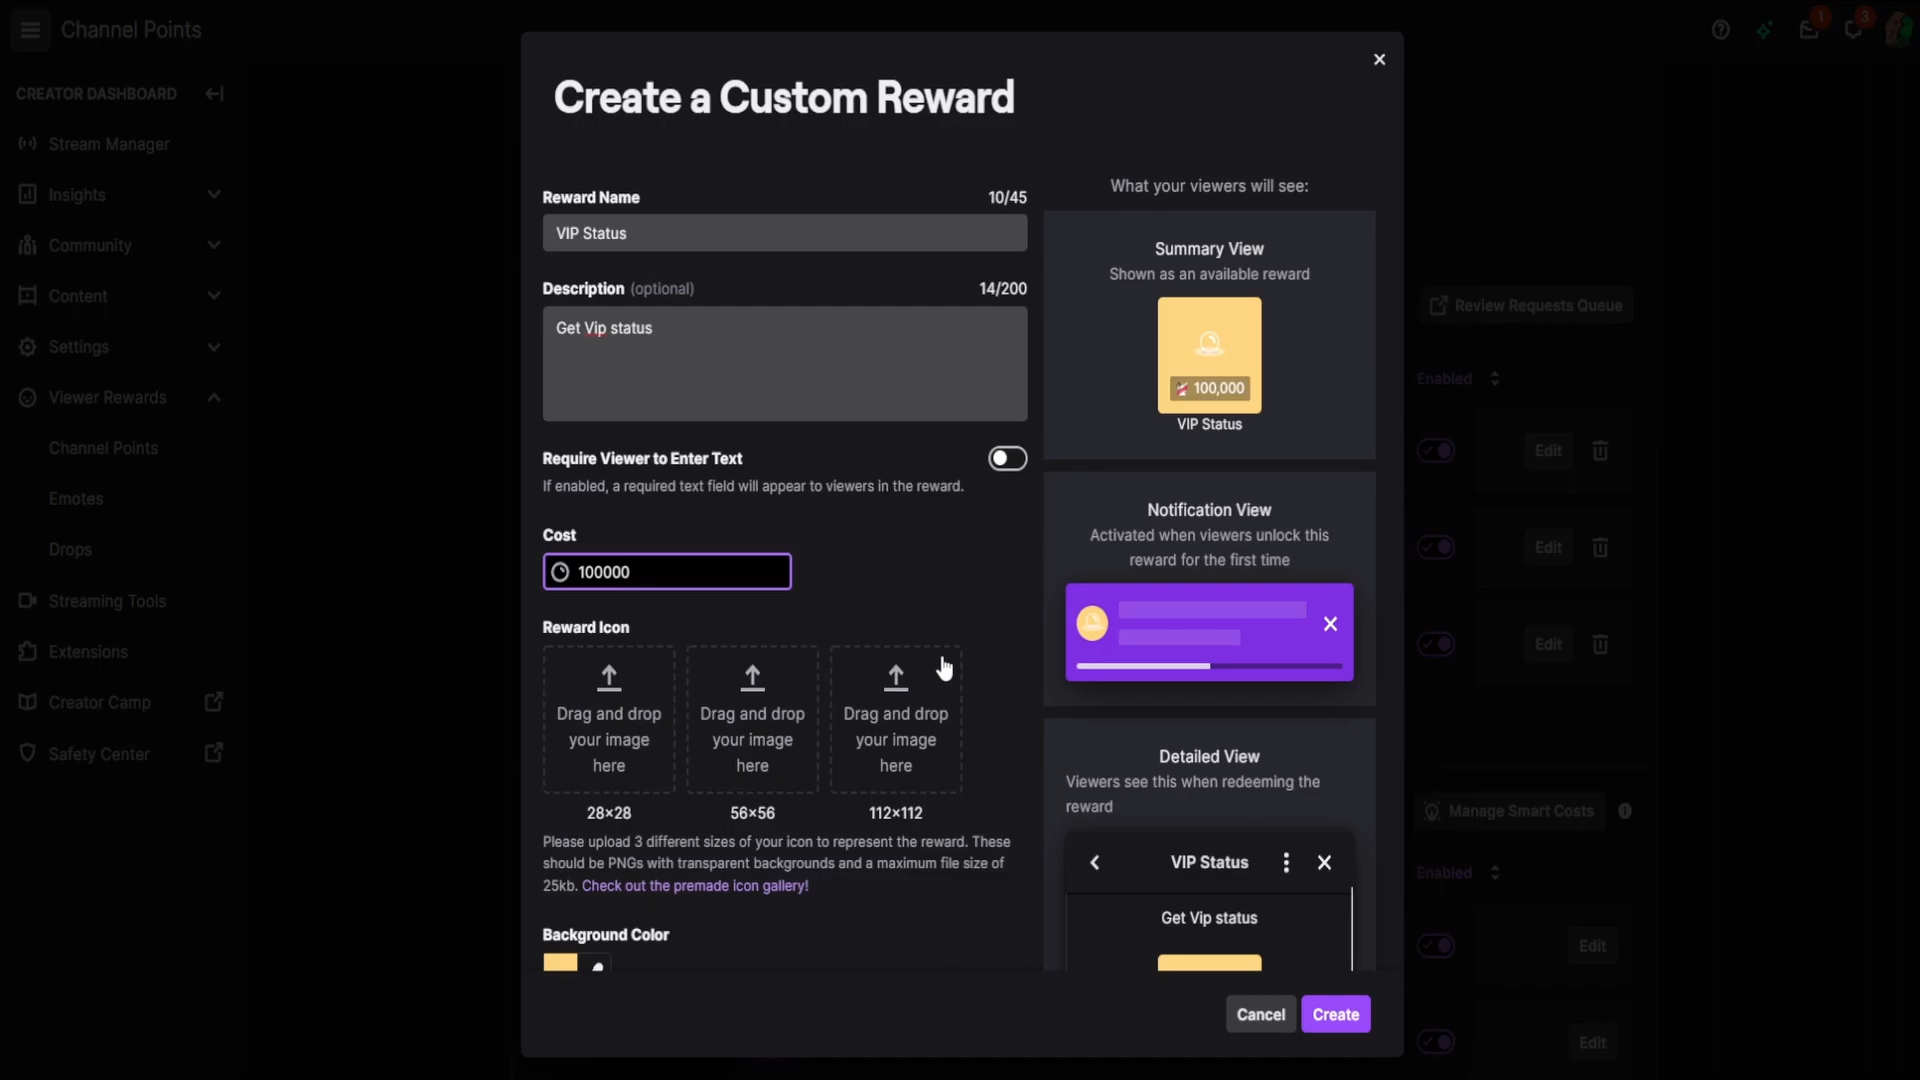 Channel Points
1
3
CREATOR DASHBOARD
Stream Manager
Insights
Community
Content
Settings
Viewer Rewards
Channel Points
Emotes
Drops
Streaming Tools
Extensions
Creator Camp
Safety Center
Create a Custom Reward
Reward Name
10/45
VIP Status
Description (optional)
14/200
Get Vip status
Require Viewer to Enter Text
If enabled, a required text field will appear to viewers in the reward.
Cost
100000
Reward Icon
Drag and drop
your image
here
28×28
Drag and drop
your image
here
56×56
Drag and drop
your image
here
112×112
Please upload 3 different sizes of your icon to represent the reward. These
should be PNGs with transparent backgrounds and a maximum file size of
25kb. Check out the premade icon gallery!
Background Color
What your viewers will see:
Summary View
Shown as an available reward
100,000
VIP Status
Notification View
Activated when viewers unlock this
reward for the first time
Detailed View
Viewers see this when redeeming the
reward
VIP Status
Get Vip status
Cancel
Create
Review Requests Queue
Enabled
Edit
Edit
Edit
Manage Smart Costs
Enabled
Edit
Edit